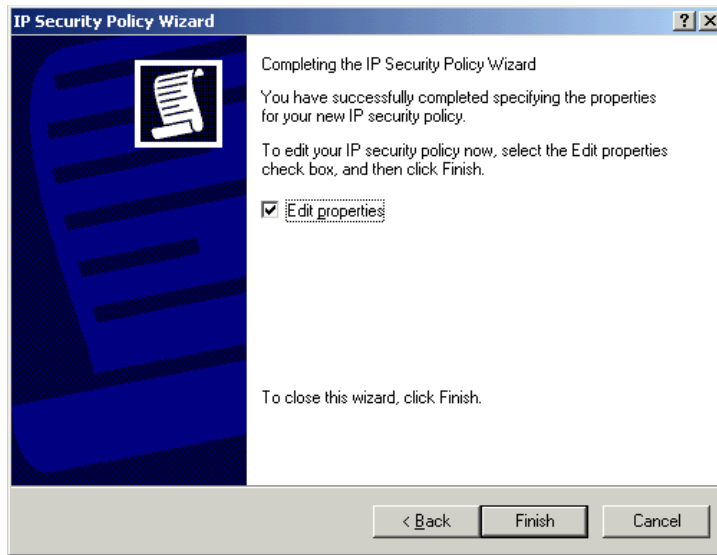 IP Security Policy Wizard
Completing the IP Security Policy Wizard
You have successfully completed specifying the properties
for your new IP security policy.
To edit your IP security policy now, select the Edit properties
check box, and then click Finish.
Edit properties
To close this wizard, click Finish.
< Back Finish Cancel